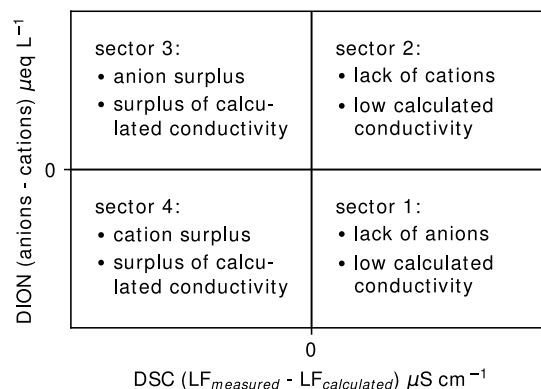 sector 3:
• anion surplus
• surplus of calcu-
lated conductivity
sector 2:
• lack of cations
• low calculated
conductivity
sector 4:
• cation surplus
• surplus of calcu-
lated conductivity
sector 1:
• lack of anions
• low calculated
conductivity
DION (anions - cations) µeq L⁻¹
0
0
DSC (LFmeasured - LFcalculated) µS cm⁻¹